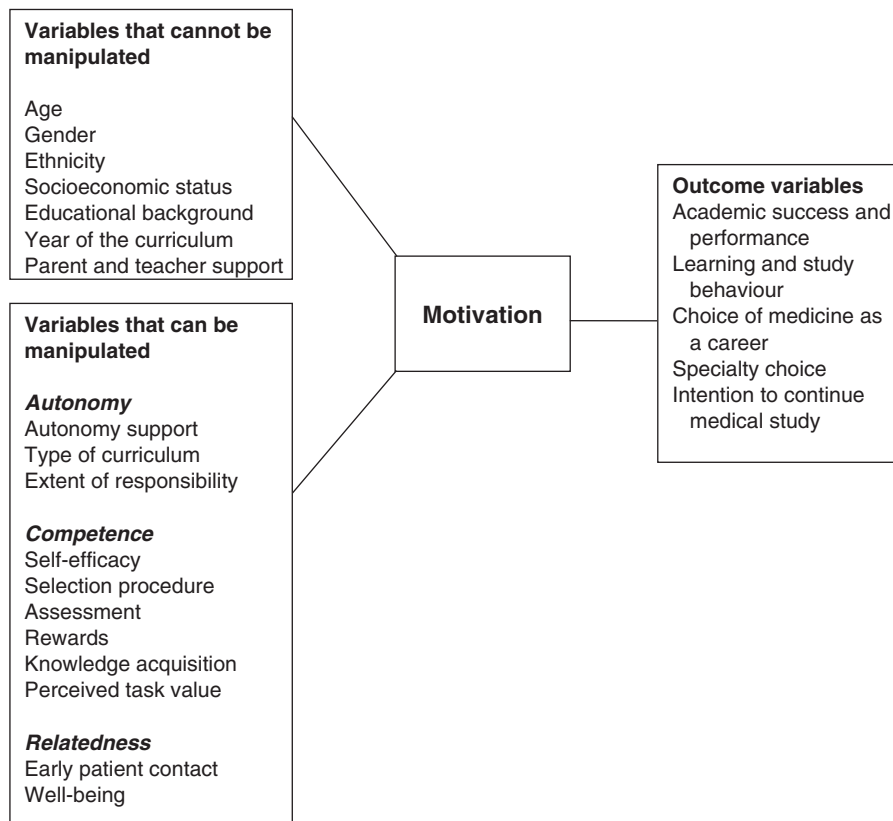 Variables that cannot be
manipulated
Age
Gender
Ethnicity
Socioeconomic status
Educational background
Year of the curriculum
Parent and teacher support
Variables that can be
manipulated
Autonomy
Autonomy support
Type of curriculum
Extent of responsibility
Competence
Self-efficacy
Selection procedure
Assessment
Rewards
Knowledge acquisition
Perceived task value
Relatedness
Early patient contact
Well-being
Motivation
Outcome variables
Academic success and
performance
Learning and study
behaviour
Choice of medicine as
a career
Specialty choice
Intention to continue
medical study